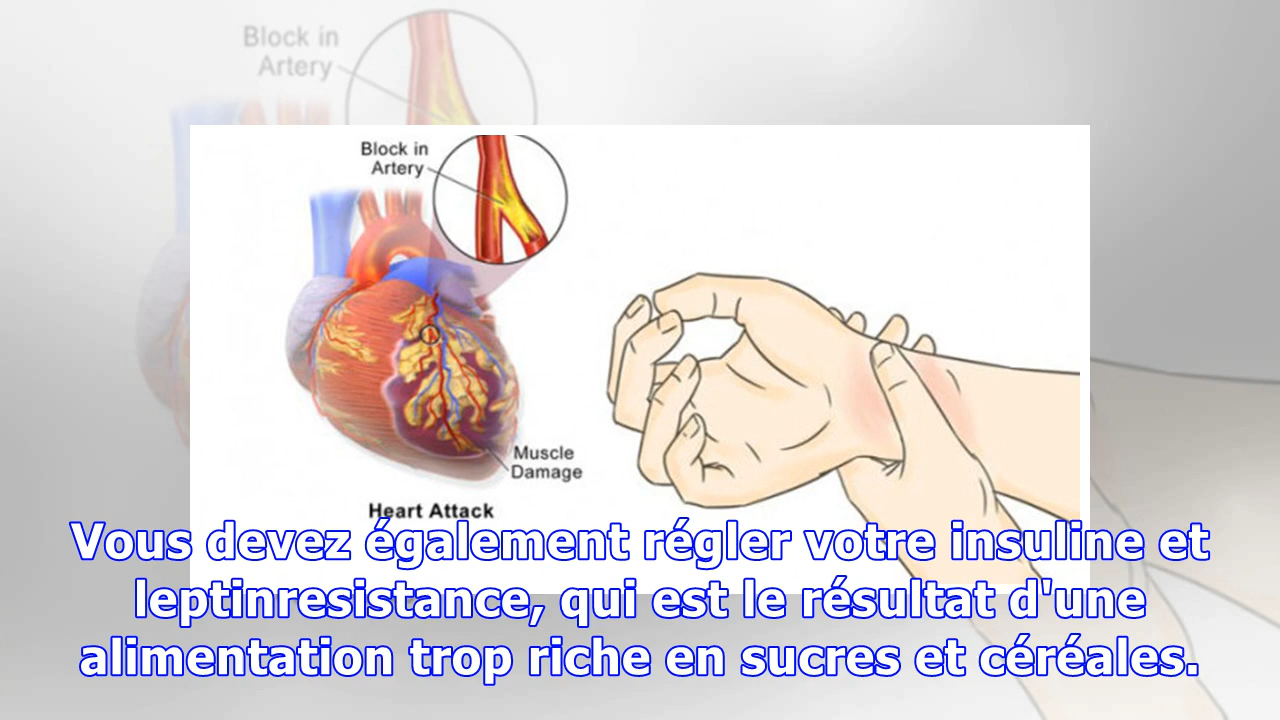 Block in
Artery
Block in
Artery
Muscle
Damage
Heart Attack
Vous devez également régler votre insuline et
leptinresistance, qui est le résultat d'une
alimentation trop riche en sucres et céréales.